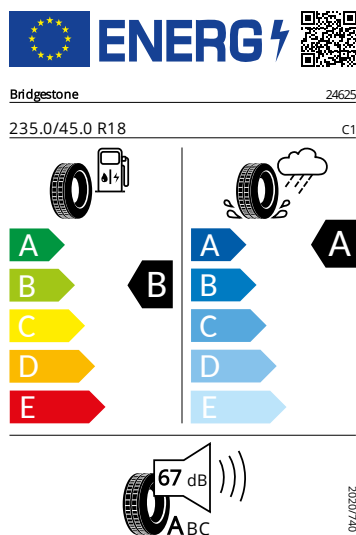 ENERG
Bridgestone 24625
235.0/45.0 R18 C1
A A A
B B B
C C
D D
E E
67 dB
ABC
2020/740